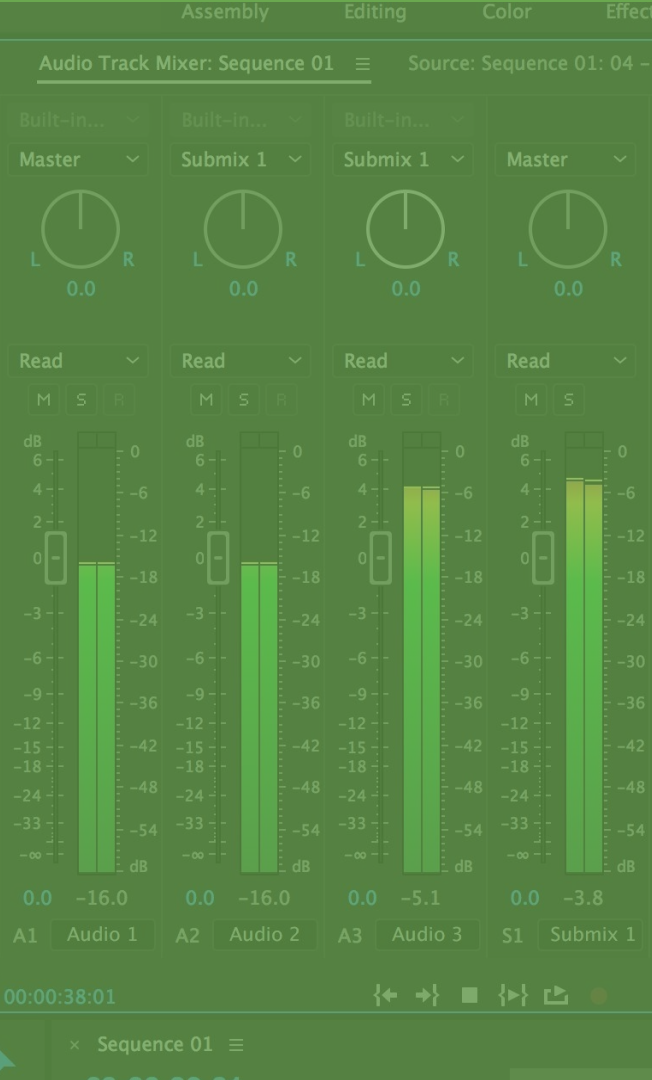 Assembly Editing Color
Audio Track Mixer: Sequence 01 Source: Sequence 01: 04 -
Built-in... Built-in... Built-in...
Master Submix 1 Submix 1 Master
L R L R L R L R
0.0 0.0 0.0 0.0
Read Read Read Read
M S R M S R M S R M S
dB 0 dB 0 dB 0 dB 0
6 6 6 6
4 -6 4 -6 4 -6 4 -6
2 -12 2 -12 2 -12 2 -12
0 -18 0 -18 0 -18 0 -18
-3 -24 -3 -24 -3 -24 -3 -24
-6 -30 -6 -30 -6 -30 -6 -30
-9 -36 -9 -36 -9 -36 -9 -36
-12 -12 -12 -12
-15 -42 -15 -42 -15 -42 -15 -42
-18 -18 -18 -18
-24 -48 -24 -48 -24 -48 -24 -48
-33 -54 -33 -54 -33 -54 -33 -54
-∞ dB -∞ dB -∞ dB -∞ dB
0.0 -16.0 0.0 -16.0 0.0 -5.1 0.0 -3.8
A1 Audio 1 A2 Audio 2 A3 Audio 3 S1 Submix 1
00:00:38:01
× Sequence 01